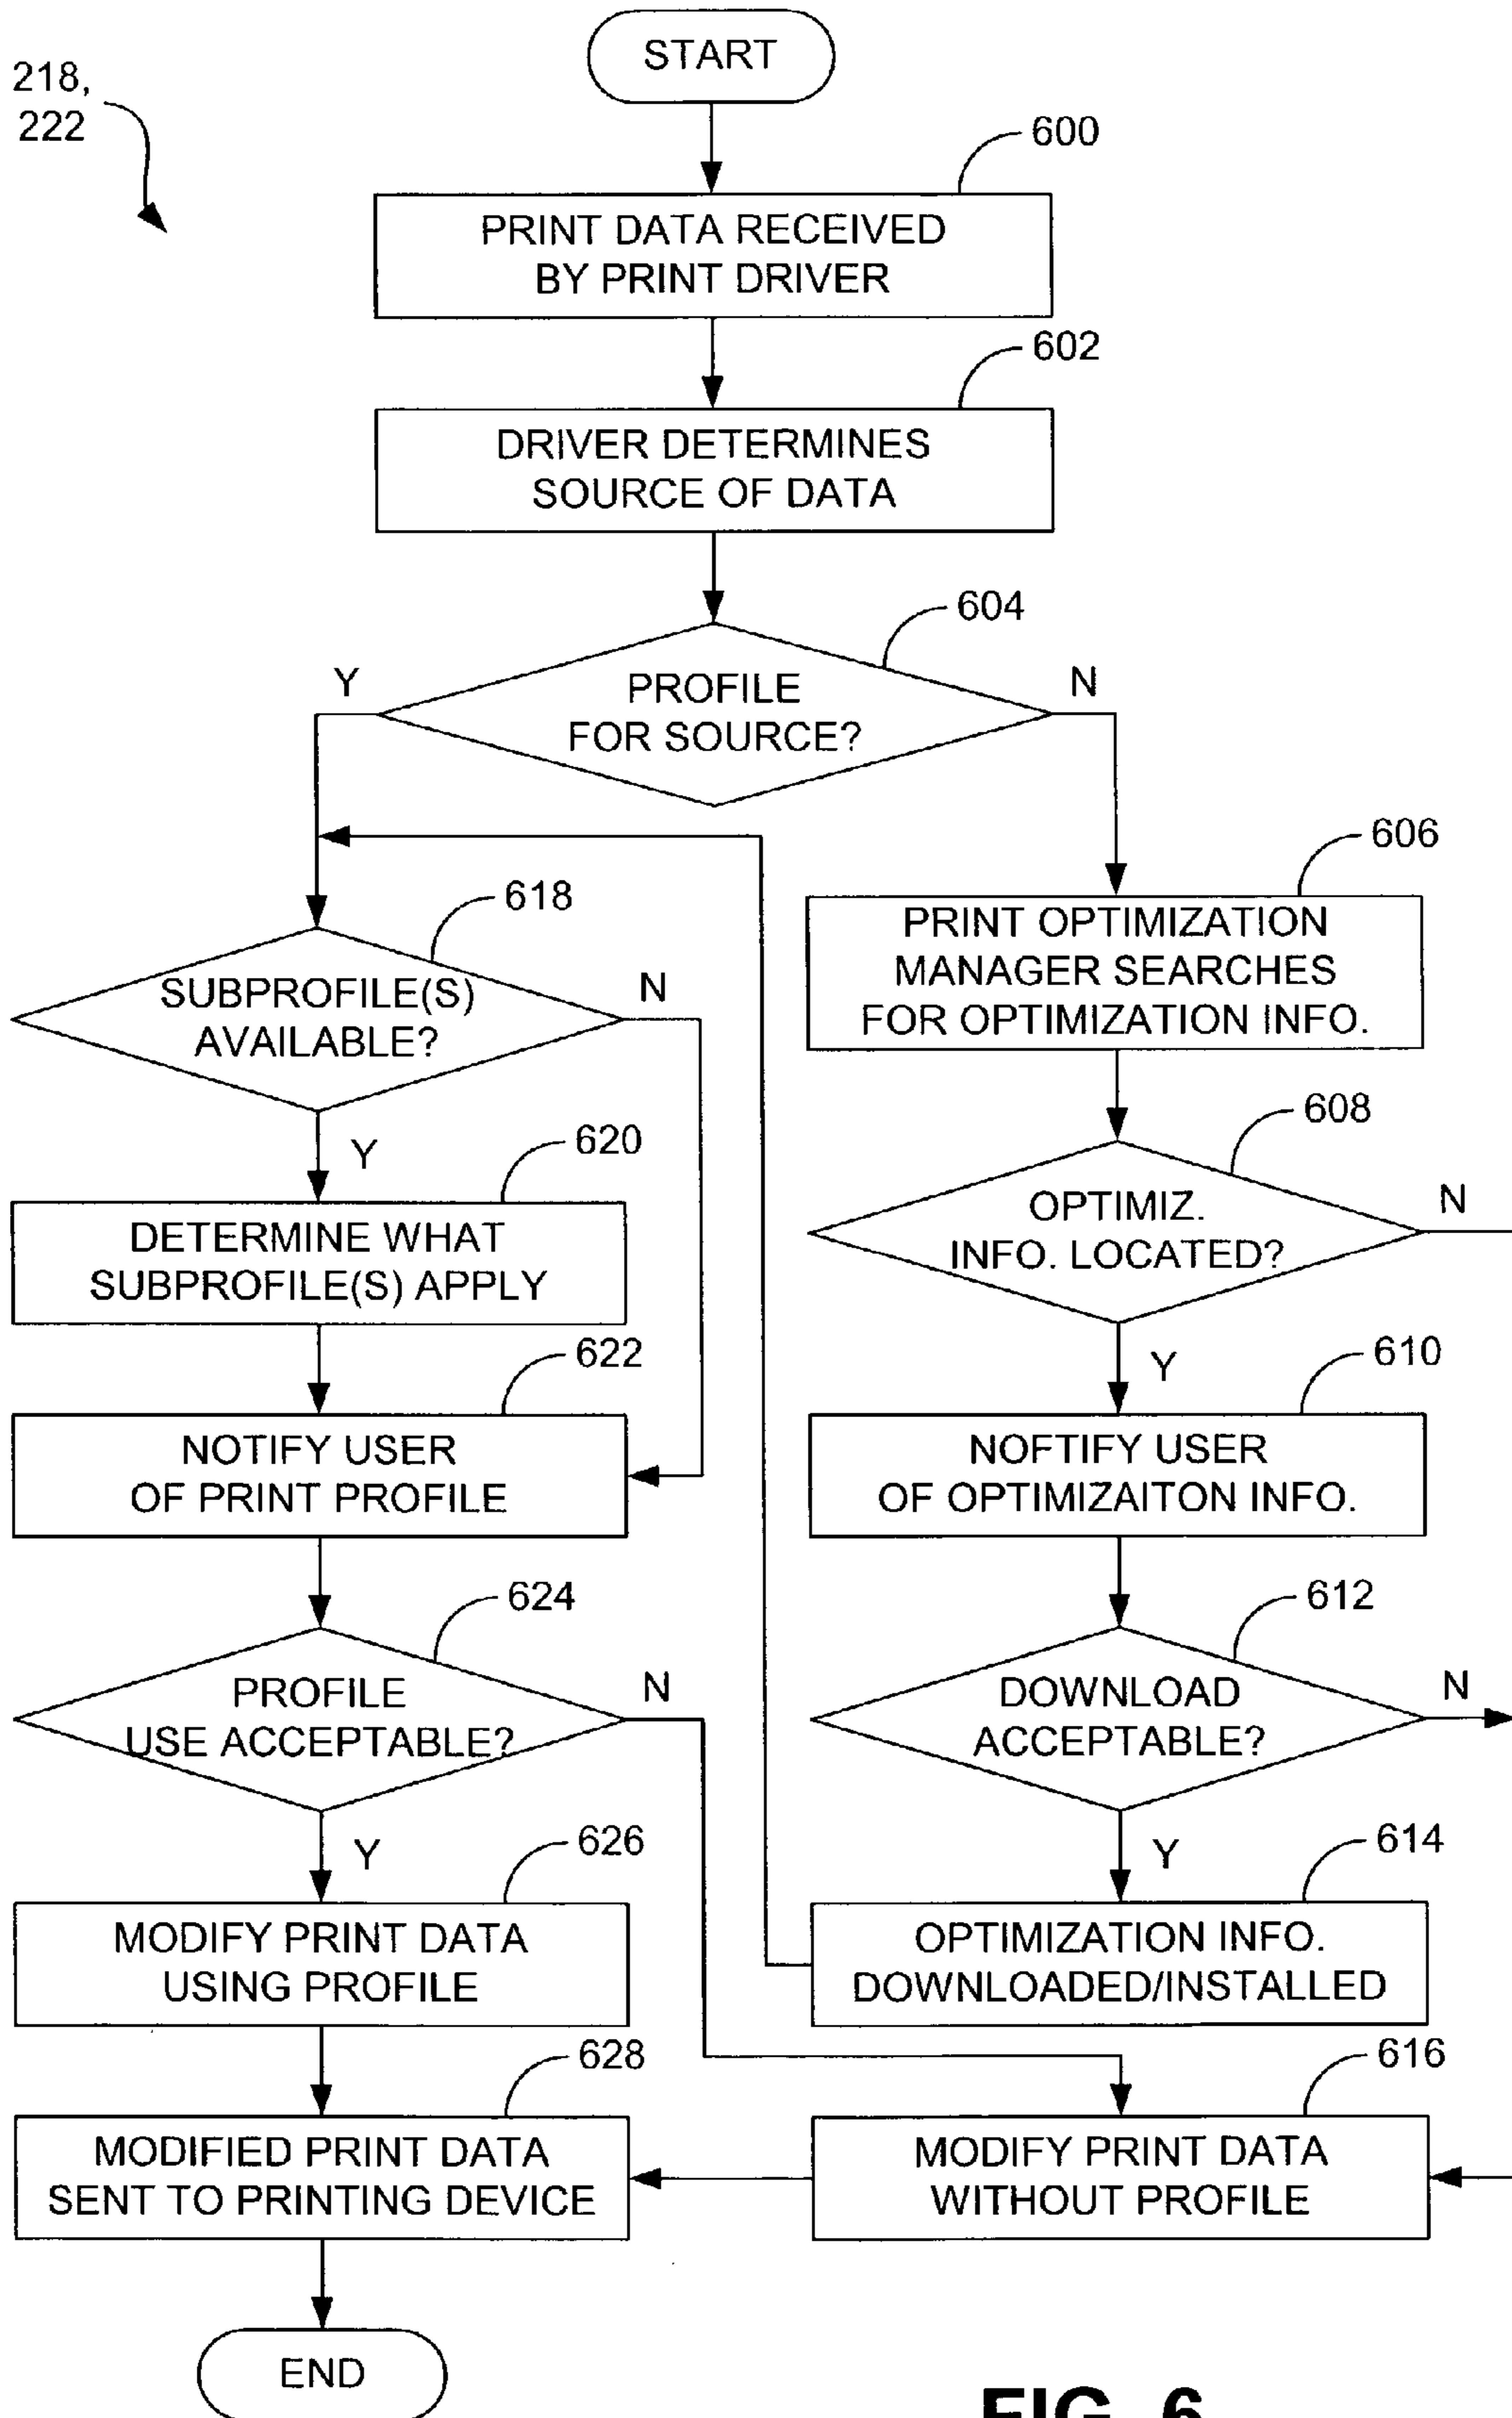 START
218,
222
600
PRINT DATA RECEIVED
BY PRINT DRIVER
602
DRIVER DETERMINES
SOURCE OF DATA
604
Y
PROFILE
FOR SOURCE?
N
606
PRINT OPTIMIZATION
MANAGER SEARCHES
FOR OPTIMIZATION INFO.
618
SUBPROFILE(S)
AVAILABLE?
N
Y
608
OPTIMIZ.
INFO. LOCATED?
N
Y
620
DETERMINE WHAT
SUBPROFILE(S) APPLY
622
NOTIFY USER
OF PRINT PROFILE
610
NOFTIFY USER
OF OPTIMIZAITON INFO.
624
PROFILE
USE ACCEPTABLE?
N
Y
612
DOWNLOAD
ACCEPTABLE?
N
Y
626
MODIFY PRINT DATA
USING PROFILE
614
OPTIMIZATION INFO.
DOWNLOADED/INSTALLED
628
MODIFIED PRINT DATA
SENT TO PRINTING DEVICE
616
MODIFY PRINT DATA
WITHOUT PROFILE
END
FIG. 6